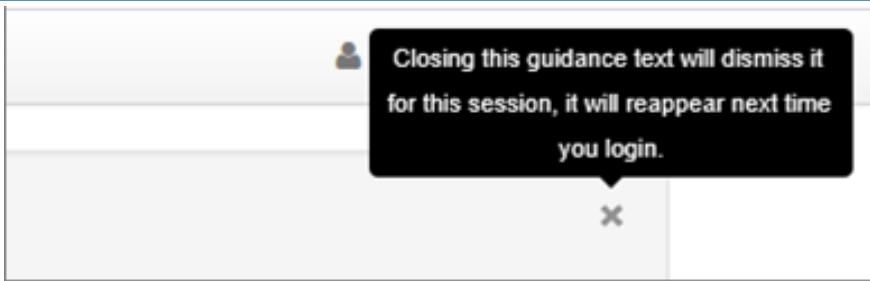 Closing this guidance text will dismiss it
for this session, it will reappear next time
you login.